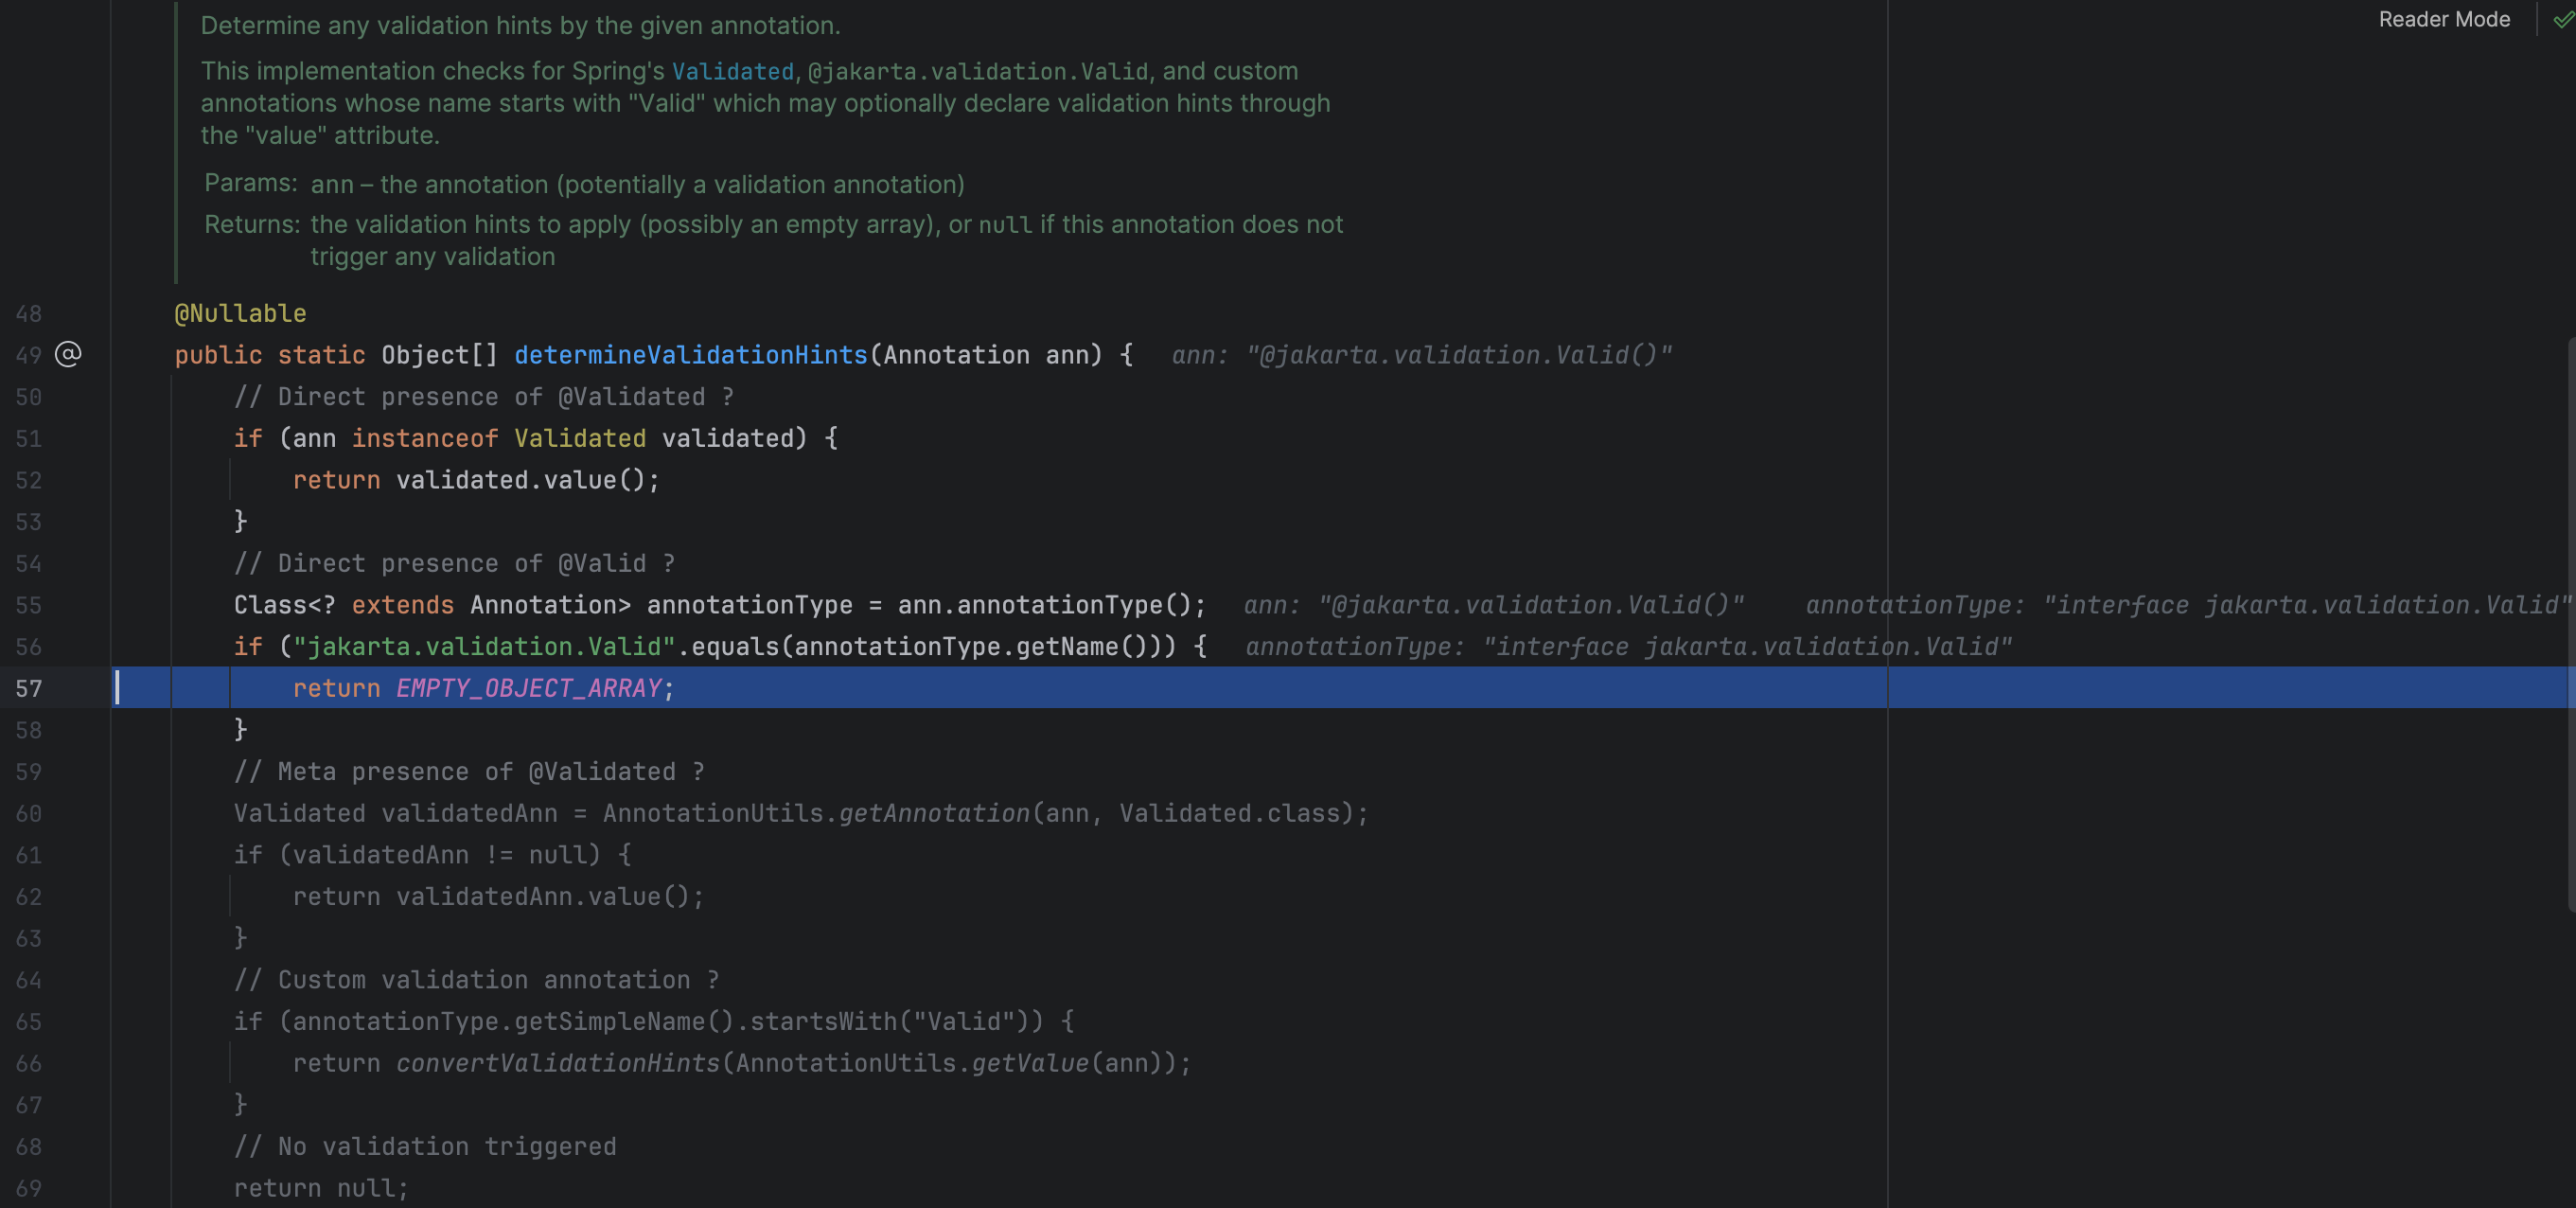 Reader Mode
Determine any validation hints by the given annotation.
This implementation checks for Spring's Validated, @jakarta.validation.Valid, and custom
annotations whose name starts with "Valid" which may optionally declare validation hints through
the "value" attribute.
Params: ann – the annotation (potentially a validation annotation)
Returns: the validation hints to apply (possibly an empty array), or null if this annotation does not
trigger any validation
48 @Nullable
49 @ public static Object[] determineValidationHints(Annotation ann) { ann: "@jakarta.validation.Valid()"
50 // Direct presence of @Validated ?
51 if (ann instanceof Validated validated) {
52 return validated.value();
53 }
54 // Direct presence of @Valid ?
55 Class<? extends Annotation> annotationType = ann.annotationType(); ann: "@jakarta.validation.Valid()" annotationType: "interface jakarta.validation.Valid"
56 if ("jakarta.validation.Valid".equals(annotationType.getName())) { annotationType: "interface jakarta.validation.Valid"
57 return EMPTY_OBJECT_ARRAY;
58 }
59 // Meta presence of @Validated ?
60 Validated validatedAnn = AnnotationUtils.getAnnotation(ann, Validated.class);
61 if (validatedAnn != null) {
62 return validatedAnn.value();
63 }
64 // Custom validation annotation ?
65 if (annotationType.getSimpleName().startsWith("Valid")) {
66 return convertValidationHints(AnnotationUtils.getValue(ann));
67 }
68 // No validation triggered
69 return null;